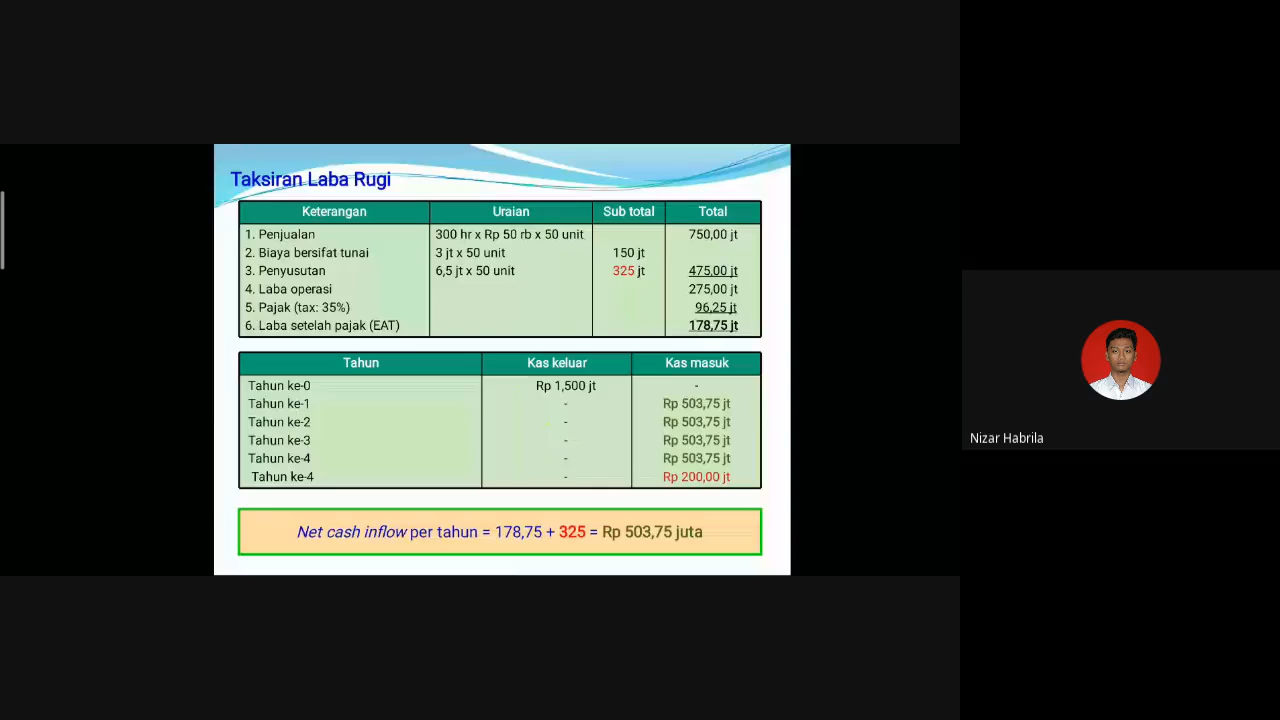 Taksiran Laba Rugi
Keterangan Uraian Sub total Total
1. Penjualan 300 hr x Rp 50 rb x 50 unit 750,00 jt
2. Biaya bersifat tunai 3 jt x 50 unit 150 jt
3. Penyusutan 6,5 jt x 50 unit 325 jt 475,00 jt
4. Laba operasi 275,00 jt
5. Pajak (tax: 35%) 96,25 jt
6. Laba setelah pajak (EAT) 178,75 jt
Tahun Kas keluar Kas masuk
Tahun ke-0 Rp 1,500 jt -
Tahun ke-1 - Rp 503,75 jt
Tahun ke-2 - Rp 503,75 jt
Tahun ke-3 - Rp 503,75 jt
Tahun ke-4 - Rp 503,75 jt
Tahun ke-4 - Rp 200,00 jt
Net cash inflow per tahun = 178,75 + 325 = Rp 503,75 juta
Nizar Habrila